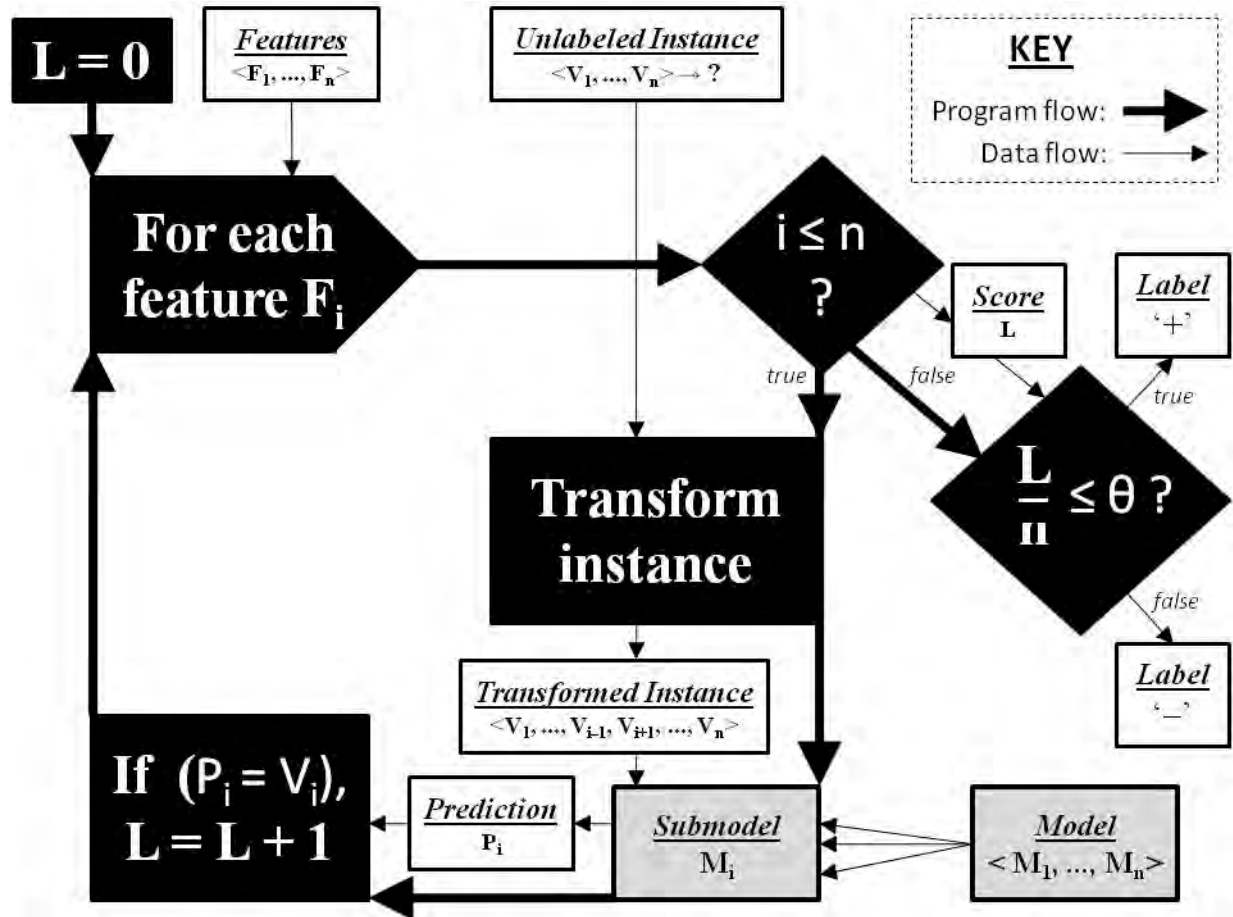 L = 0
Features
<F1, ..., Fn>
Unlabeled Instance
<V1, ..., Vn> → ?
KEY
Program flow:
Data flow:
For each
feature Fi
i ≤ n
?
Score
L
Label
‘+’
true
false
true
L
n
≤ θ ?
Transform
instance
false
Transformed Instance
<V1, ..., Vi–1, Vi+1, ..., Vn>
Label
‘–’
If (Pi = Vi),
L = L + 1
Prediction
Pi
Submodel
Mi
Model
< M1, ..., Mn>